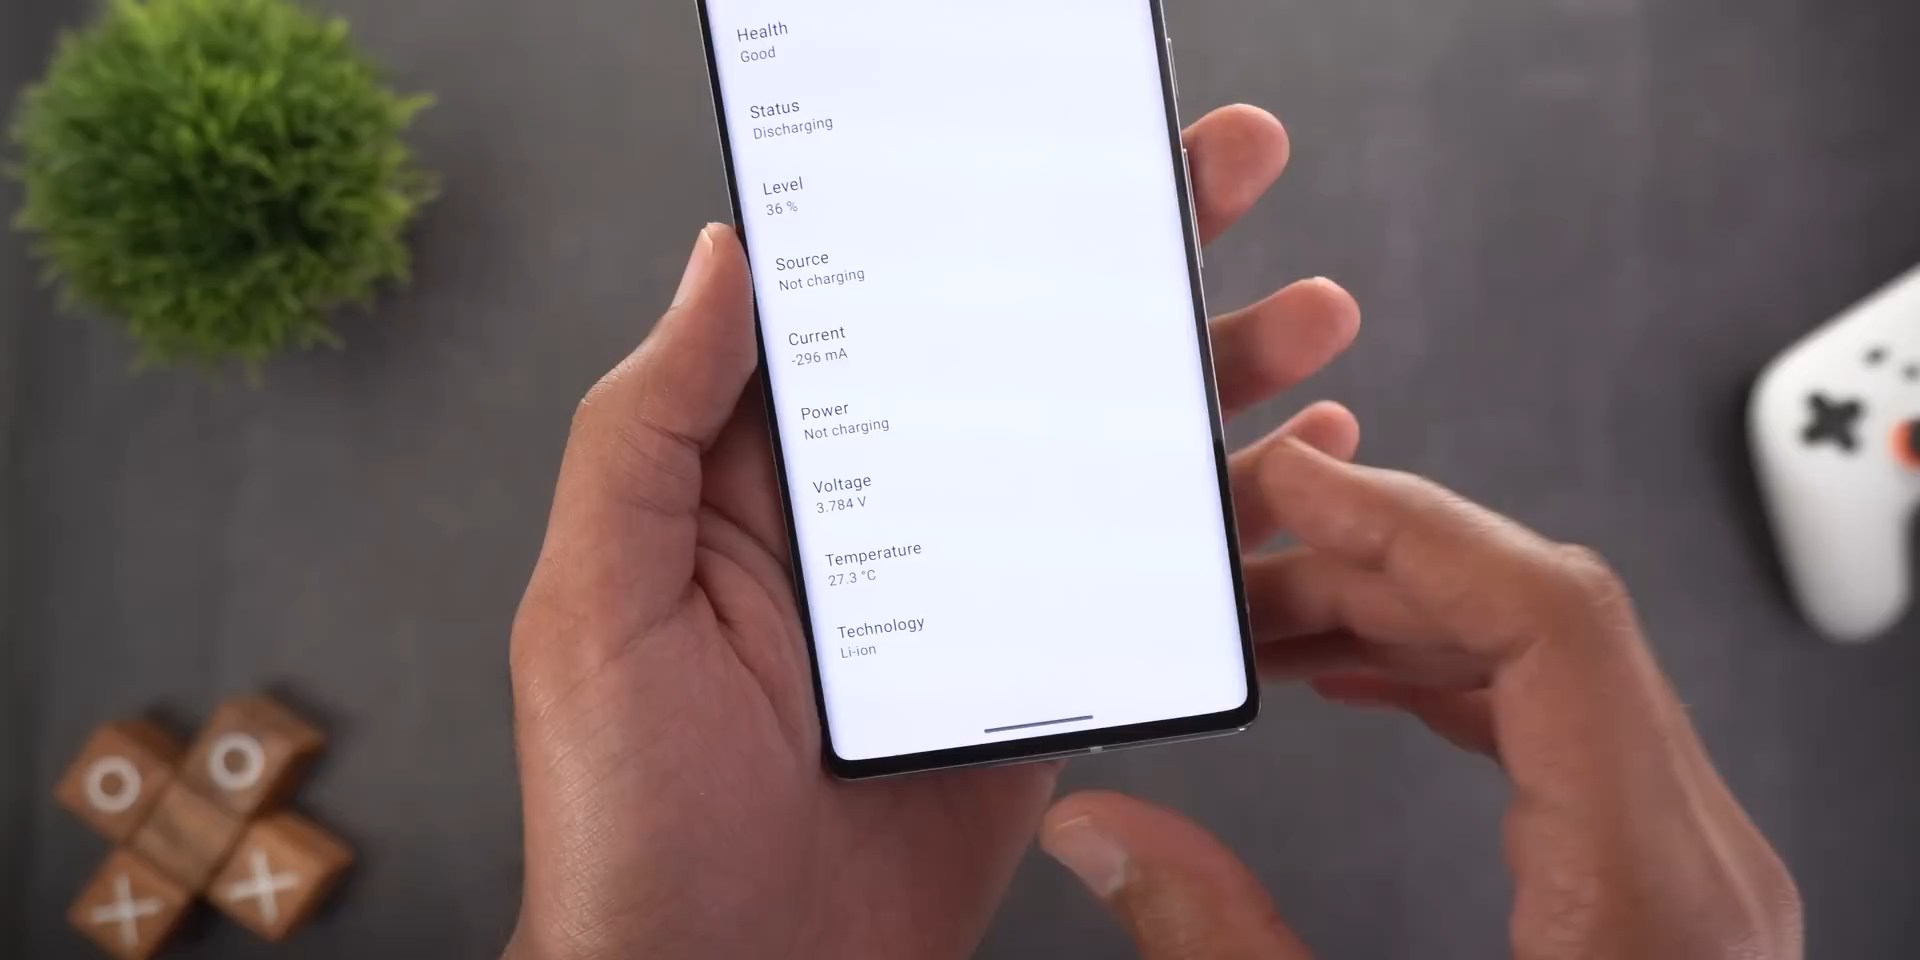 Health
Good
Status
Discharging
Level
36 %
Source
Not charging
Current
-296 mA
Power
Not charging
Voltage
3.784 V
Temperature
27.3 °C
Technology
Li-ion
O O
X X